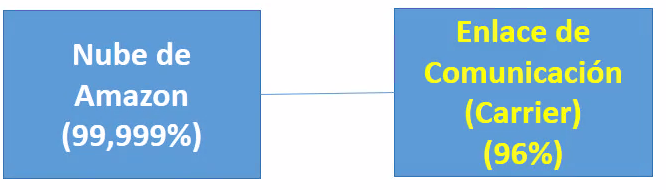 Nube de
Amazon
(99,999%)
Enlace de
Comunicación
(Carrier)
(96%)